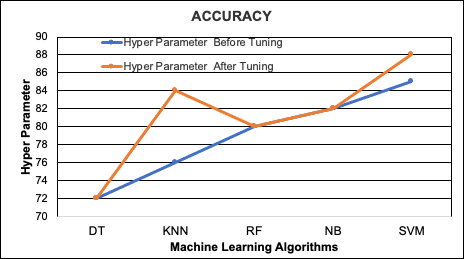 ACCURACY
Hyper Parameter Before Tuning
Hyper Parameter After Tuning
Hyper Parameter
90
88
86
84
82
80
78
76
74
72
70
DT KNN RF NB SVM
Machine Learning Algorithms